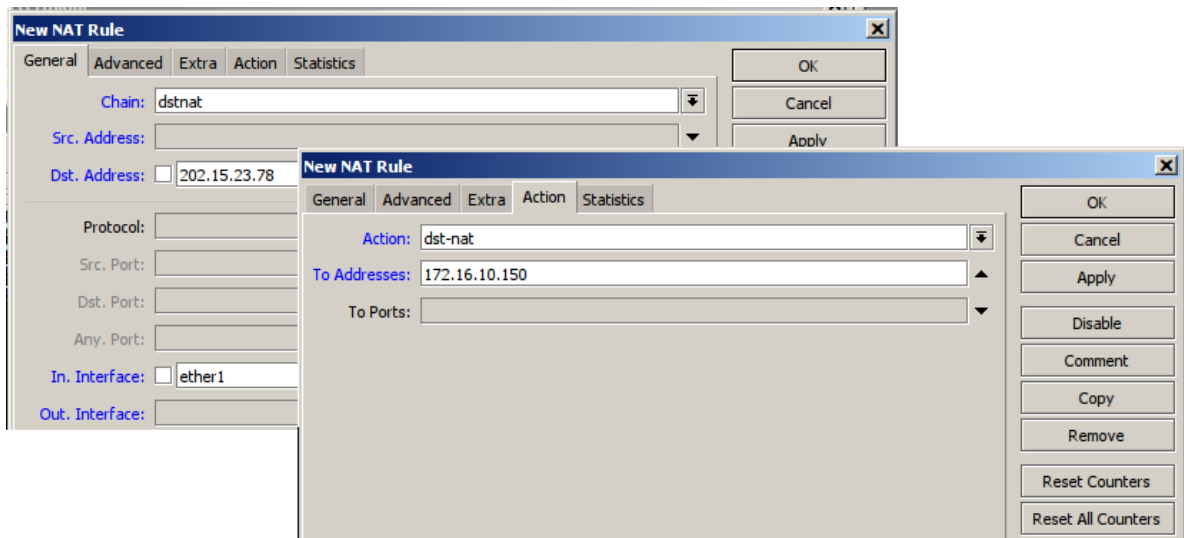 New NAT Rule
General Advanced Extra Action Statistics
OK
Chain: dstnat
Cancel
Src. Address:
Apply
Dst. Address: 202.15.23.78
Protocol:
Src. Port:
Dst. Port:
Any. Port:
In. Interface: ether1
Out. Interface:
New NAT Rule
General Advanced Extra Action Statistics
OK
Action: dst-nat
Cancel
To Addresses: 172.16.10.150
Apply
To Ports:
Disable
Comment
Copy
Remove
Reset Counters
Reset All Counters